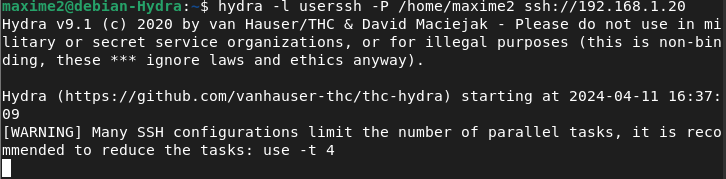 maxime2@debian-Hydra:~$ hydra -l userssh -P /home/maxime2 ssh://192.168.1.20
Hydra v9.1 (c) 2020 by van Hauser/THC & David Maciejak - Please do not use in mi
litary or secret service organizations, or for illegal purposes (this is non-bin
ding, these *** ignore laws and ethics anyway).

Hydra (https://github.com/vanhauser-thc/thc-hydra) starting at 2024-04-11 16:37:
09
[WARNING] Many SSH configurations limit the number of parallel tasks, it is reco
mmended to reduce the tasks: use -t 4